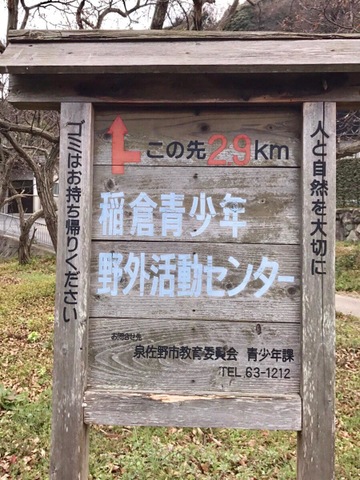 この先 29km
稲倉青少年
野外活動センター
お問合せ先
泉佐野市教育委員会 青少年課
TEL 63-1212
人と自然を大切に
ゴミはお持ち帰りください